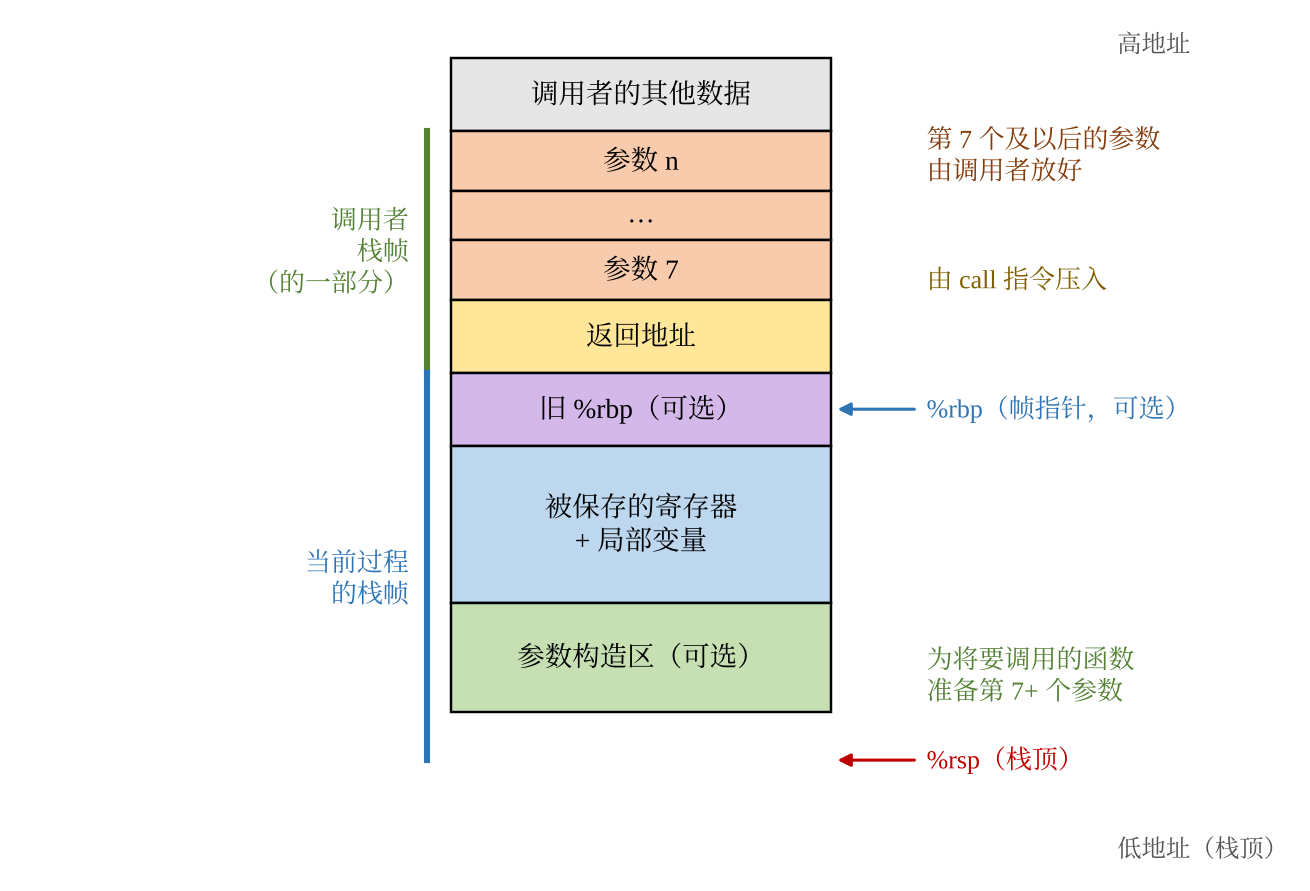 高地址
调用者的其他数据
第 7 个及以后的参数
由调用者放好
参数 n
调用者
栈帧
（的一部分）
…
参数 7
由 call 指令压入
返回地址
旧 %rbp（可选）
%rbp（帧指针，可选）
被保存的寄存器
+ 局部变量
当前过程
的栈帧
参数构造区（可选）
为将要调用的函数
准备第 7+ 个参数
%rsp（栈顶）
低地址（栈顶）